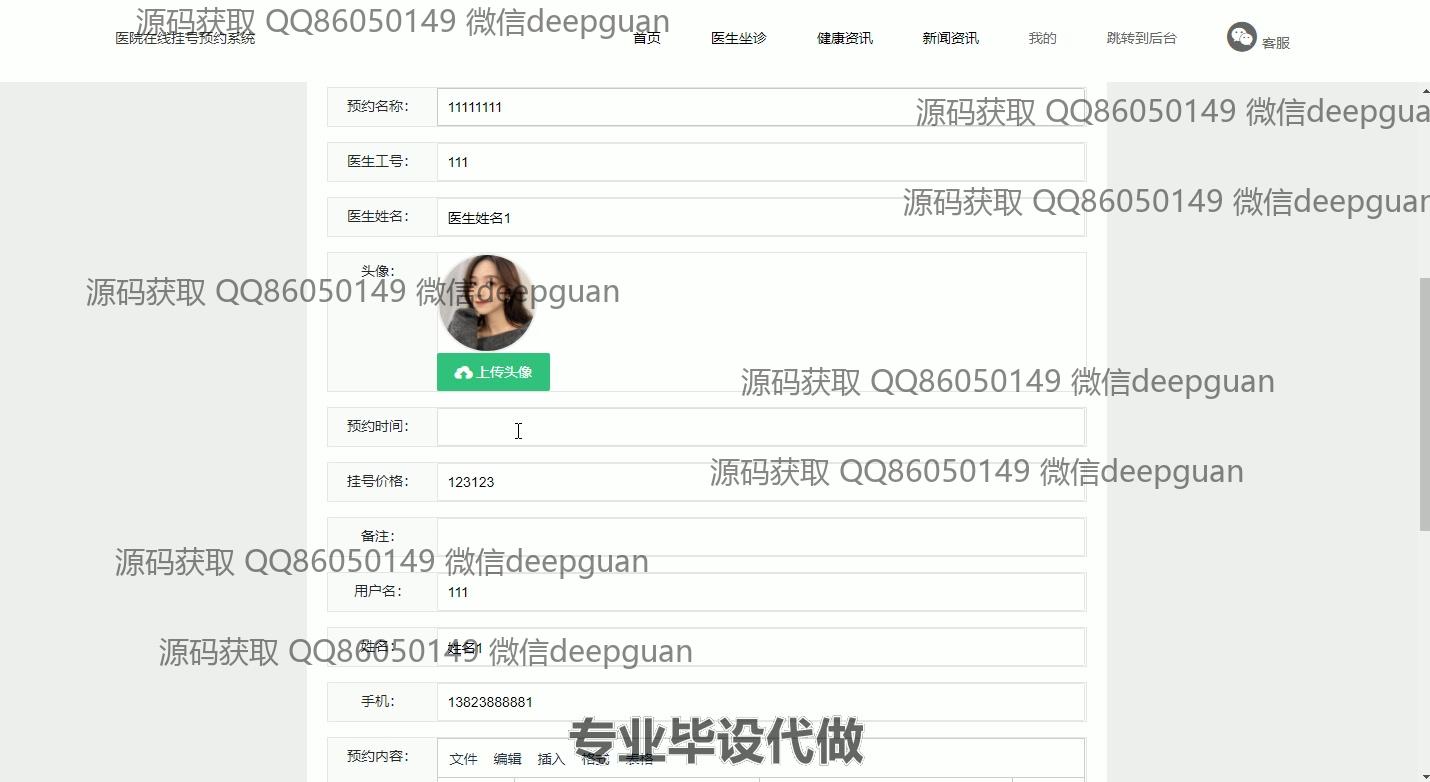 源码获取 QQ86050149 微信deepguan
医院在线挂号预约系统 首页 医生坐诊 健康资讯 新闻资讯 我的 跳转到后台 客服
预约名称： 11111111
源码获取 QQ86050149 微信deepgua
医生工号： 111
源码获取 QQ86050149 微信deepguan
医生姓名： 医生姓名1
头像：
源码获取 QQ86050149 微信deepguan
上传头像
源码获取 QQ86050149 微信deepguan
预约时间：
源码获取 QQ86050149 微信deepguan
挂号价格： 123123
备注：
源码获取 QQ86050149 微信deepguan
用户名： 111
姓名： 姓名1
源码获取 QQ86050149 微信deepguan
手机： 13823888881
专业毕设代做
预约内容： 文件 编辑 插入 格式 表格